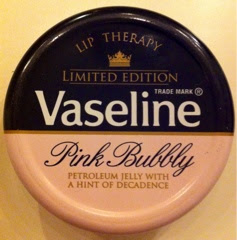 LIP THERAPY
LIMITED EDITION
TRADE MARK ®
Vaseline
Pink Bubbly
PETROLEUM JELLY WITH
A HINT OF DECADENCE